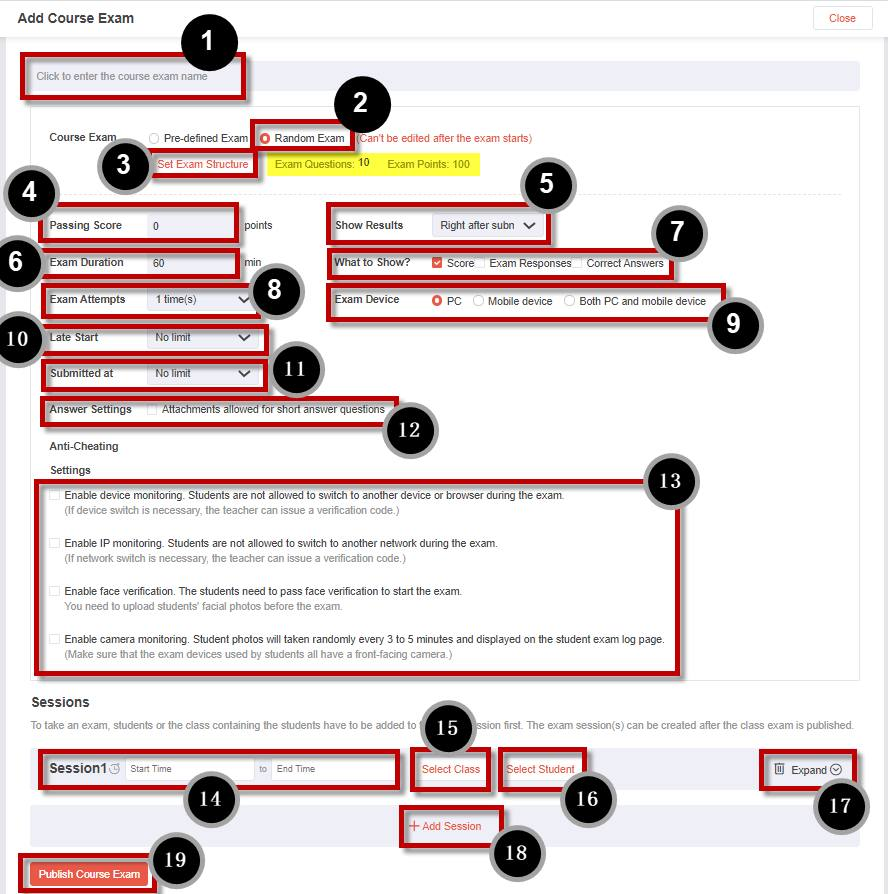 Add Course Exam
Close
1
Click to enter the course exam name
2
Course Exam Pre-defined Exam Random Exam (Can't be edited after the exam starts)
3
Set Exam Structure Exam Questions: 10 Exam Points: 100
4
5
Passing Score 0 points Show Results Right after subn
6
7
Exam Duration 60 min What to Show? Score Exam Responses Correct Answers
8
Exam Attempts 1 time(s) Exam Device PC Mobile device Both PC and mobile device
9
10
Late Start No limit
11
Submitted at No limit
Answer Settings Attachments allowed for short answer questions
12
Anti-Cheating
Settings
13
Enable device monitoring. Students are not allowed to switch to another device or browser during the exam.
(If device switch is necessary, the teacher can issue a verification code.)
Enable IP monitoring. Students are not allowed to switch to another network during the exam.
(If network switch is necessary, the teacher can issue a verification code.)
Enable face verification. The students need to pass face verification to start the exam.
You need to upload students' facial photos before the exam.
Enable camera monitoring. Student photos will taken randomly every 3 to 5 minutes and displayed on the student exam log page.
(Make sure that the exam devices used by students all have a front-facing camera.)
Sessions
To take an exam, students or the class containing the students have to be added to ssion first. The exam session(s) can be created after the class exam is published.
15
Session1 Start Time to End Time Select Class Select Student Expand
14
16
17
+ Add Session
18
19
Publish Course Exam